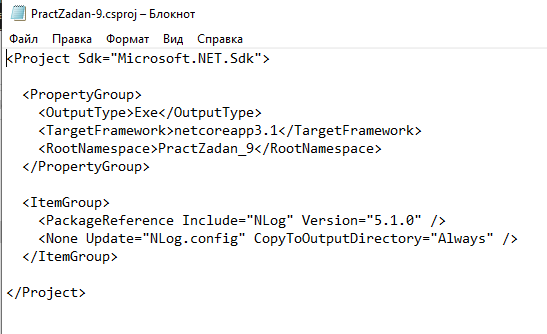 PractZadan-9.csproj – Блокнот
Файл Правка Формат Вид Справка
<Project Sdk="Microsoft.NET.Sdk">
<PropertyGroup>
<OutputType>Exe</OutputType>
<TargetFramework>netcoreapp3.1</TargetFramework>
<RootNamespace>PractZadan_9</RootNamespace>
</PropertyGroup>
<ItemGroup>
<PackageReference Include="NLog" Version="5.1.0" />
<None Update="NLog.config" CopyToOutputDirectory="Always" />
</ItemGroup>
</Project>